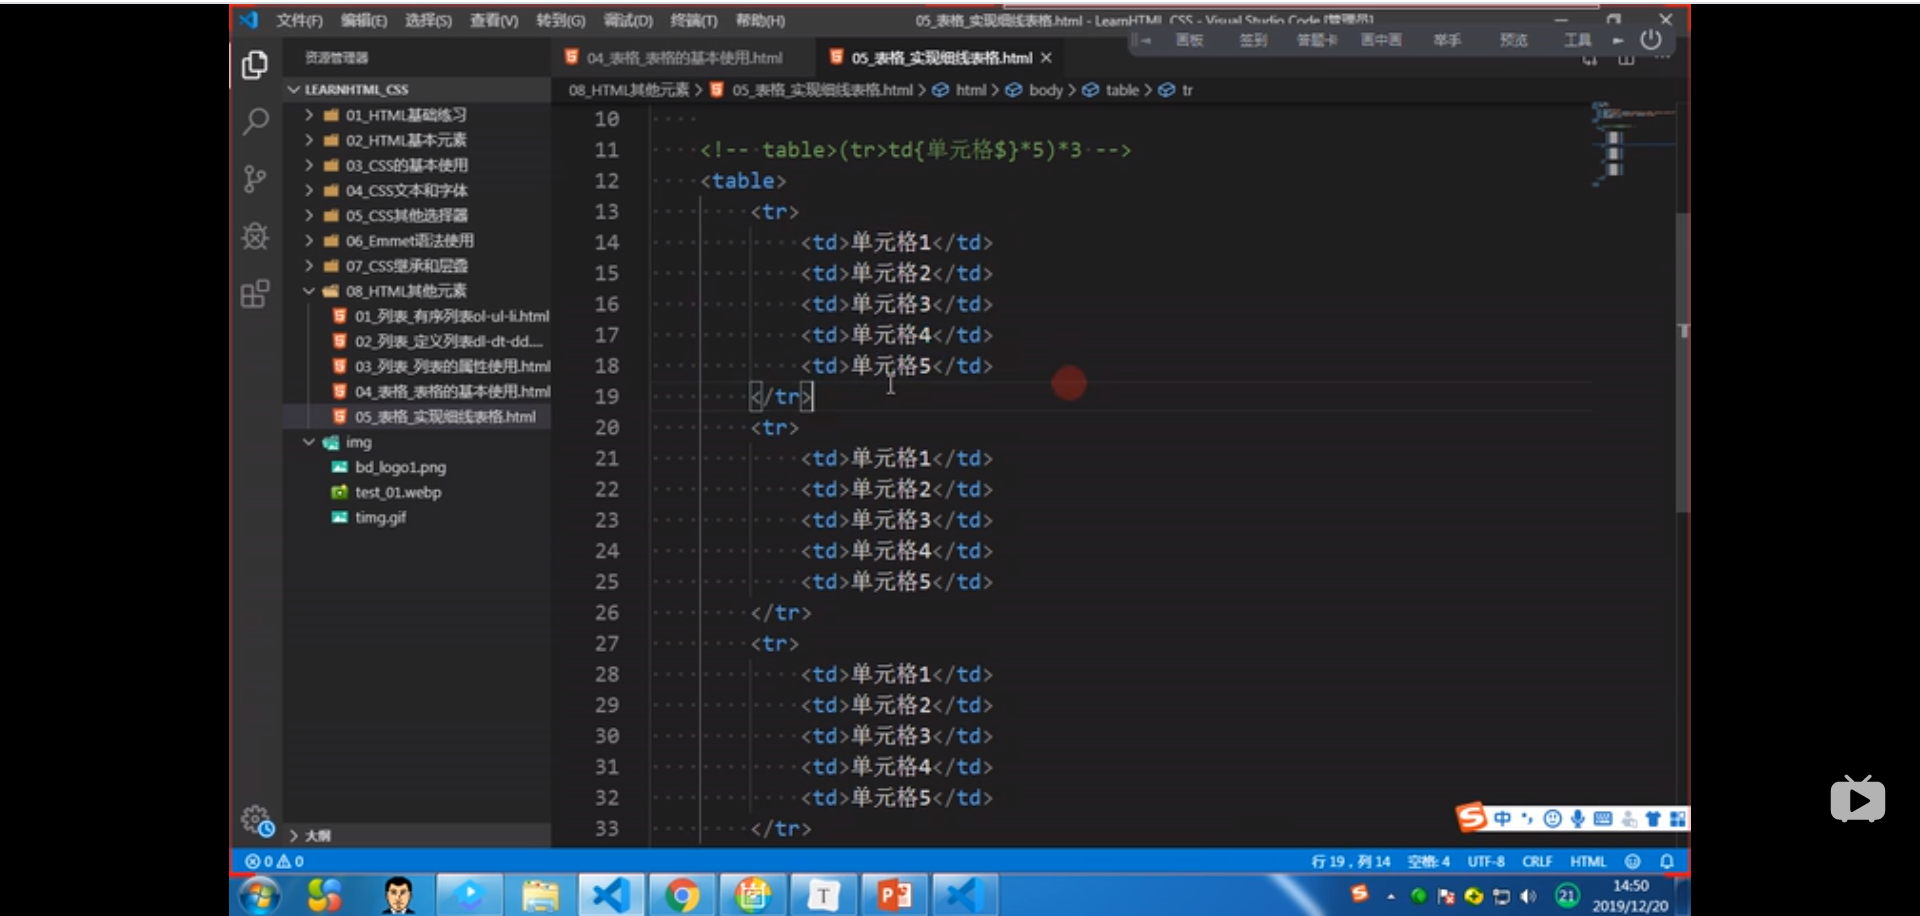 文件(F) 编辑(E) 选择(S) 查看(V) 转到(G) 调试(D) 终端(T) 帮助(H) 05_表格_实现细线表格.html - LearnHTML_CSS - Visual Studio Code [管理员]
画板 签到 答题卡 画中画 举手 预览 工具
资源管理器
04_表格_表格的基本使用.html 05_表格_实现细线表格.html
LEARNHTML_CSS
08_HTML其他元素 > 05_表格_实现细线表格.html > html > body > table > tr
01_HTML基础练习
02_HTML基本元素
03_CSS的基本使用
04_CSS文本和字体
05_CSS其他选择器
06_Emmet语法使用
07_CSS继承和层叠
08_HTML其他元素
01_列表_有序列表ol-ul-li.html
02_列表_定义列表dl-dt-dd....
03_列表_列表的属性使用.html
04_表格_表格的基本使用.html
05_表格_实现细线表格.html
img
bd_logo1.png
test_01.webp
timg.gif
大纲
10
11 <!-- table>(tr>td{单元格$}*5)*3 -->
12 <table>
13 <tr>
14 <td>单元格1</td>
15 <td>单元格2</td>
16 <td>单元格3</td>
17 <td>单元格4</td>
18 <td>单元格5</td>
19 </tr>
20 <tr>
21 <td>单元格1</td>
22 <td>单元格2</td>
23 <td>单元格3</td>
24 <td>单元格4</td>
25 <td>单元格5</td>
26 </tr>
27 <tr>
28 <td>单元格1</td>
29 <td>单元格2</td>
30 <td>单元格3</td>
31 <td>单元格4</td>
32 <td>单元格5</td>
33 </tr>
中
0 0 行 19，列 14 空格: 4 UTF-8 CRLF HTML
21 14:50
2019/12/20